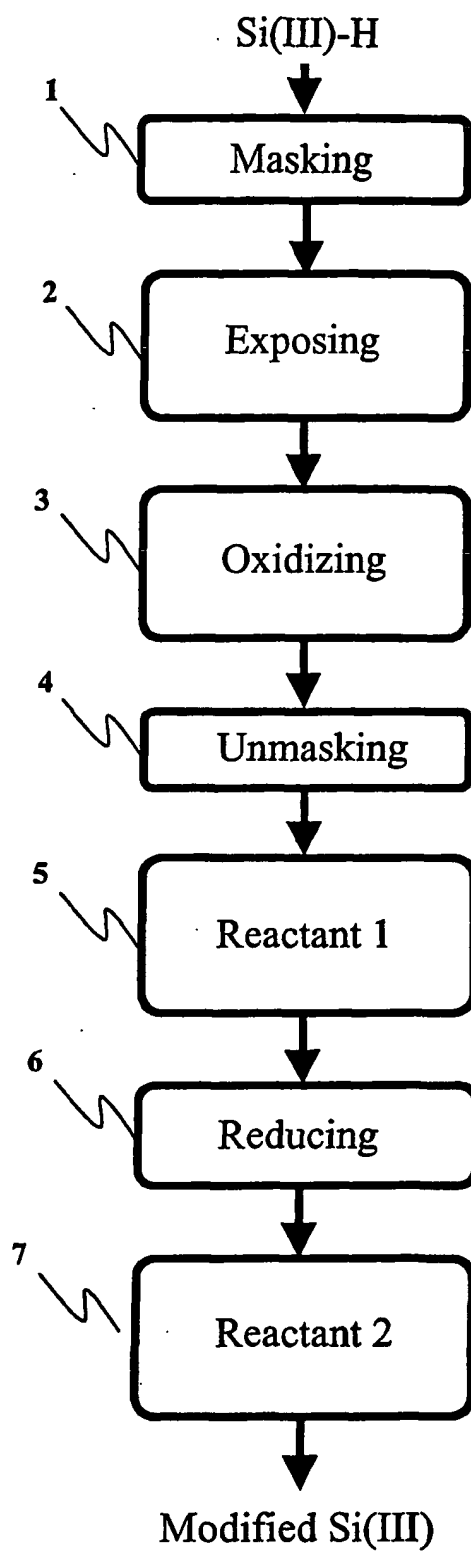 Si(III)-H
1
Masking
2
Exposing
3
Oxidizing
4
Unmasking
5
Reactant 1
6
Reducing
7
Reactant 2
Modified Si(III)